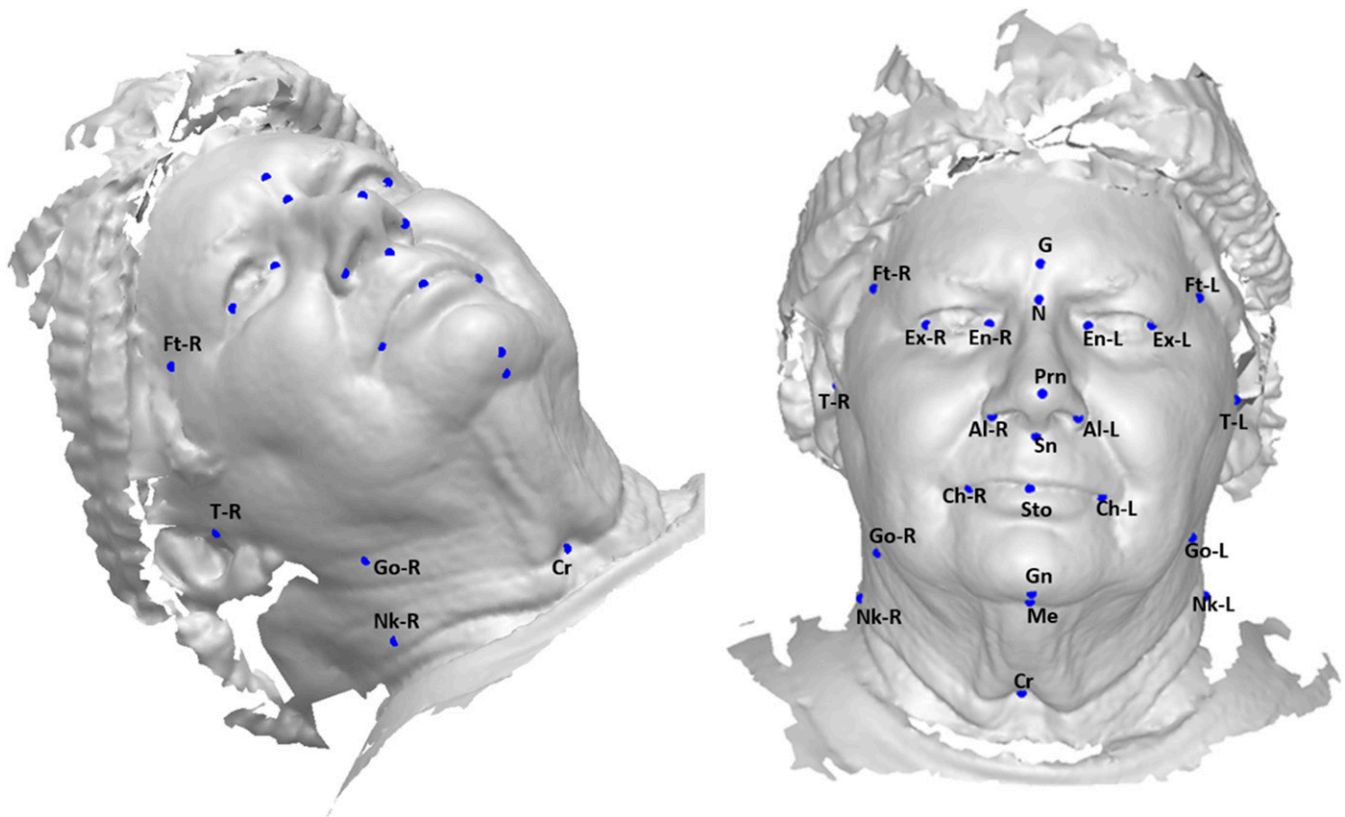 Ft-R
T-R
Go-R
Cr
Nk-R
G
Ft-R
Ft-L
N
Ex-R
En-R
En-L
Ex-L
Prn
T-R
T-L
Al-R
Al-L
Sn
Ch-R
Sto
Ch-L
Go-R
Go-L
Gn
Nk-R
Me
Nk-L
Cr